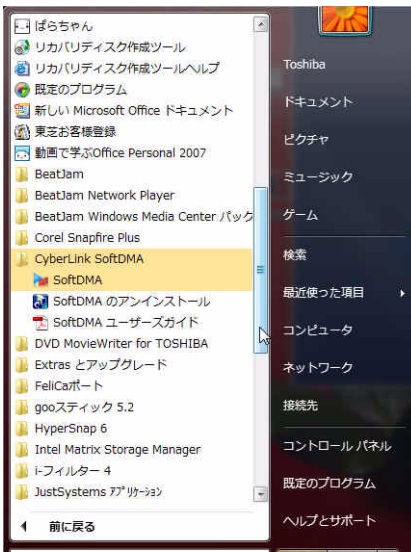 ぱらちゃん
リカバリディスク作成ツール
リカバリディスク作成ツールヘルプ
既定のプログラム
新しい Microsoft Office ドキュメント
東芝お客様登録
動画で学ぶOffice Personal 2007
BeatJam
BeatJam Network Player
BeatJam Windows Media Center パック
Corel Snapfire Plus
CyberLink SoftDMA
SoftDMA
SoftDMA のアンインストール
SoftDMA ユーザーズガイド
DVD MovieWriter for TOSHIBA
Extras とアップグレード
FeliCaポート
gooスティック 5.2
HyperSnap 6
Intel Matrix Storage Manager
i-フィルター 4
JustSystems ｱﾌﾟﾘｹｰｼｮﾝ
前に戻る
Toshiba
ドキュメント
ピクチャ
ミュージック
ゲーム
検索
最近使った項目
コンピュータ
ネットワーク
接続先
コントロール パネル
既定のプログラム
ヘルプとサポート